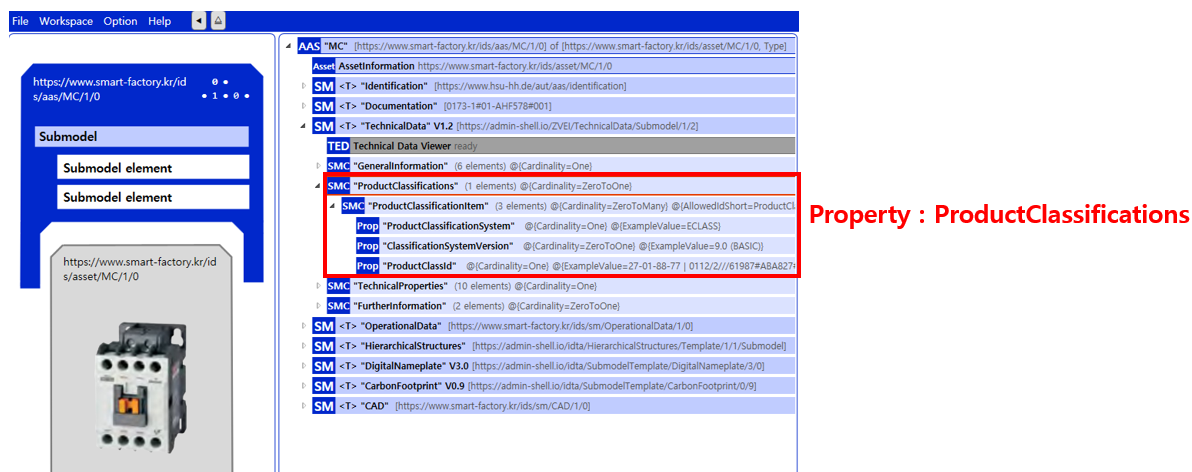 File Workspace Option Help
https://www.smart-factory.kr/id
s/aas/MC/1/0
0
1 0
Submodel
Submodel element
Submodel element
https://www.smart-factory.kr/id
s/asset/MC/1/0
AAS "MC" [https://www.smart-factory.kr/ids/aas/MC/1/0] of [https://www.smart-factory.kr/ids/asset/MC/1/0, Type]
Asset AssetInformation https://www.smart-factory.kr/ids/asset/MC/1/0
SM <T> "Identification" [https://www.hsu-hh.de/aut/aas/identification]
SM <T> "Documentation" [0173-1#01-AHF578#001]
SM <T> "TechnicalData" V1.2 [https://admin-shell.io/ZVEI/TechnicalData/Submodel/1/2]
TED Technical Data Viewer ready
SMC "GeneralInformation" (6 elements) @{Cardinality=One}
SMC "ProductClassifications" (1 elements) @{Cardinality=ZeroToOne}
SMC "ProductClassificationItem" (3 elements) @{Cardinality=ZeroToMany} @{AllowedIdShort=ProductCla
Prop "ProductClassificationSystem" @{Cardinality=One} @{ExampleValue=ECLASS}
Prop "ClassificationSystemVersion" @{Cardinality=ZeroToOne} @{ExampleValue=9.0 (BASIC)}
Prop "ProductClassId" @{Cardinality=One} @{ExampleValue=27-01-88-77 | 0112/2///61987#ABA827#
SMC "TechnicalProperties" (10 elements) @{Cardinality=One}
SMC "FurtherInformation" (2 elements) @{Cardinality=ZeroToOne}
SM <T> "OperationalData" [https://www.smart-factory.kr/ids/sm/OperationalData/1/0]
SM <T> "HierarchicalStructures" [https://admin-shell.io/idta/HierarchicalStructures/Template/1/1/Submodel]
SM <T> "DigitalNameplate" V3.0 [https://admin-shell.io/idta/SubmodelTemplate/DigitalNameplate/3/0]
SM <T> "CarbonFootprint" V0.9 [https://admin-shell.io/idta/SubmodelTemplate/CarbonFootprint/0/9]
SM <T> "CAD" [https://www.smart-factory.kr/ids/sm/CAD/1/0]
Property : ProductClassifications